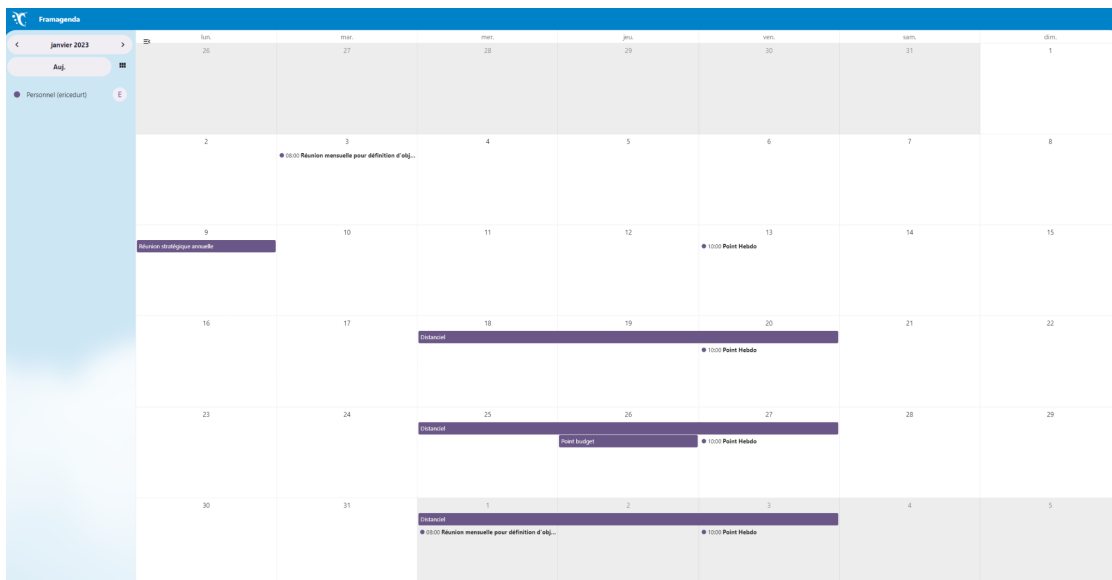 Framagenda
janvier 2023
Auj.
Personnel (ericedurt) E
lun. mar. mer. jeu. ven. sam. dim.
26 27 28 29 30 31 1
2 3 4 5 6 7 8
08:00 Réunion mensuelle pour définition d'obj...
9 10 11 12 13 14 15
Réunion stratégique annuelle
10:00 Point Hebdo
16 17 18 19 20 21 22
Distanciel
10:00 Point Hebdo
23 24 25 26 27 28 29
Distanciel
Point budget
10:00 Point Hebdo
30 31 1 2 3 4 5
Distanciel
08:00 Réunion mensuelle pour définition d'obj...
10:00 Point Hebdo